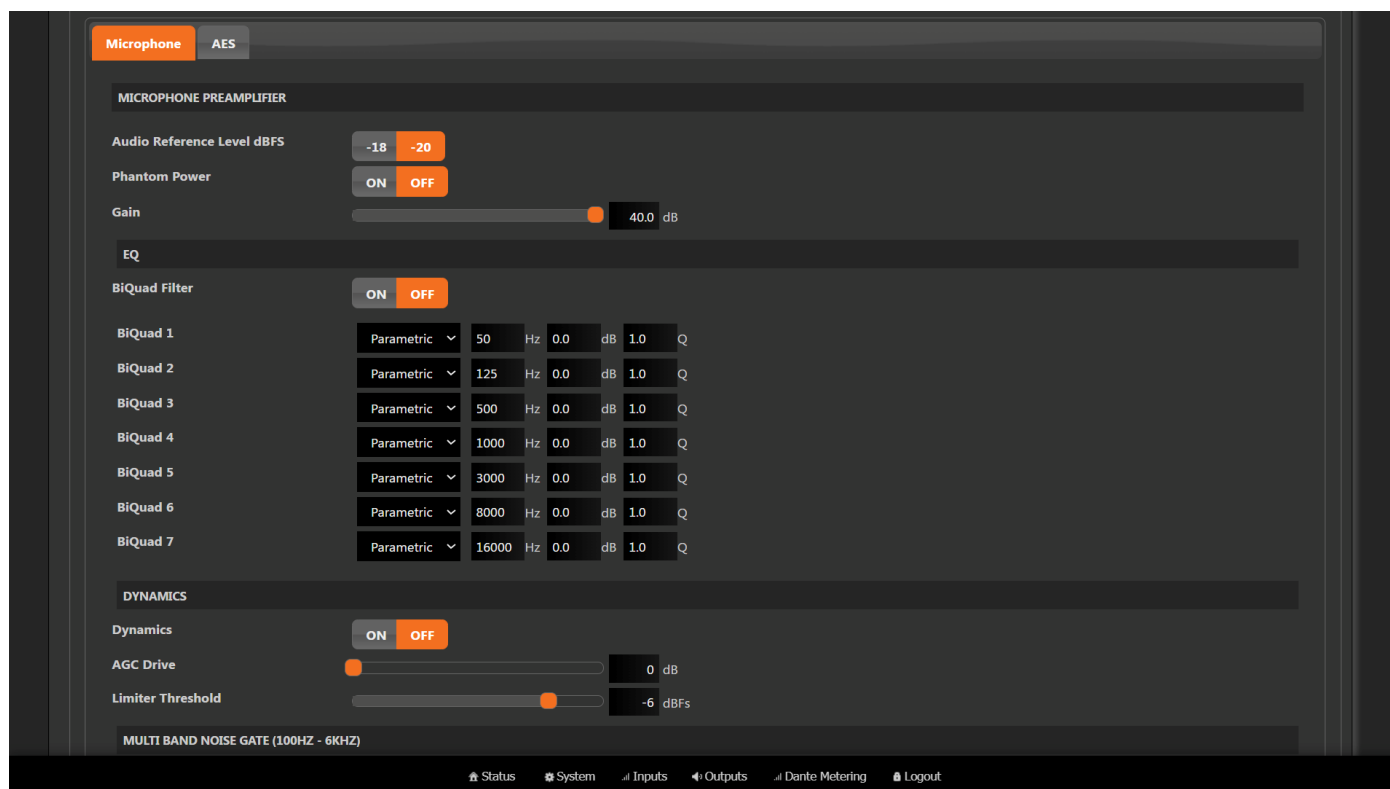 Microphone AES
MICROPHONE PREAMPLIFIER
Audio Reference Level dBFS -18 -20
Phantom Power ON OFF
Gain 40.0 dB
EQ
BiQuad Filter ON OFF
BiQuad 1 Parametric 50 Hz 0.0 dB 1.0 Q
BiQuad 2 Parametric 125 Hz 0.0 dB 1.0 Q
BiQuad 3 Parametric 500 Hz 0.0 dB 1.0 Q
BiQuad 4 Parametric 1000 Hz 0.0 dB 1.0 Q
BiQuad 5 Parametric 3000 Hz 0.0 dB 1.0 Q
BiQuad 6 Parametric 8000 Hz 0.0 dB 1.0 Q
BiQuad 7 Parametric 16000 Hz 0.0 dB 1.0 Q
DYNAMICS
Dynamics ON OFF
AGC Drive 0 dB
Limiter Threshold -6 dBFs
MULTI BAND NOISE GATE (100HZ - 6KHZ)
Status System Inputs Outputs Dante Metering Logout